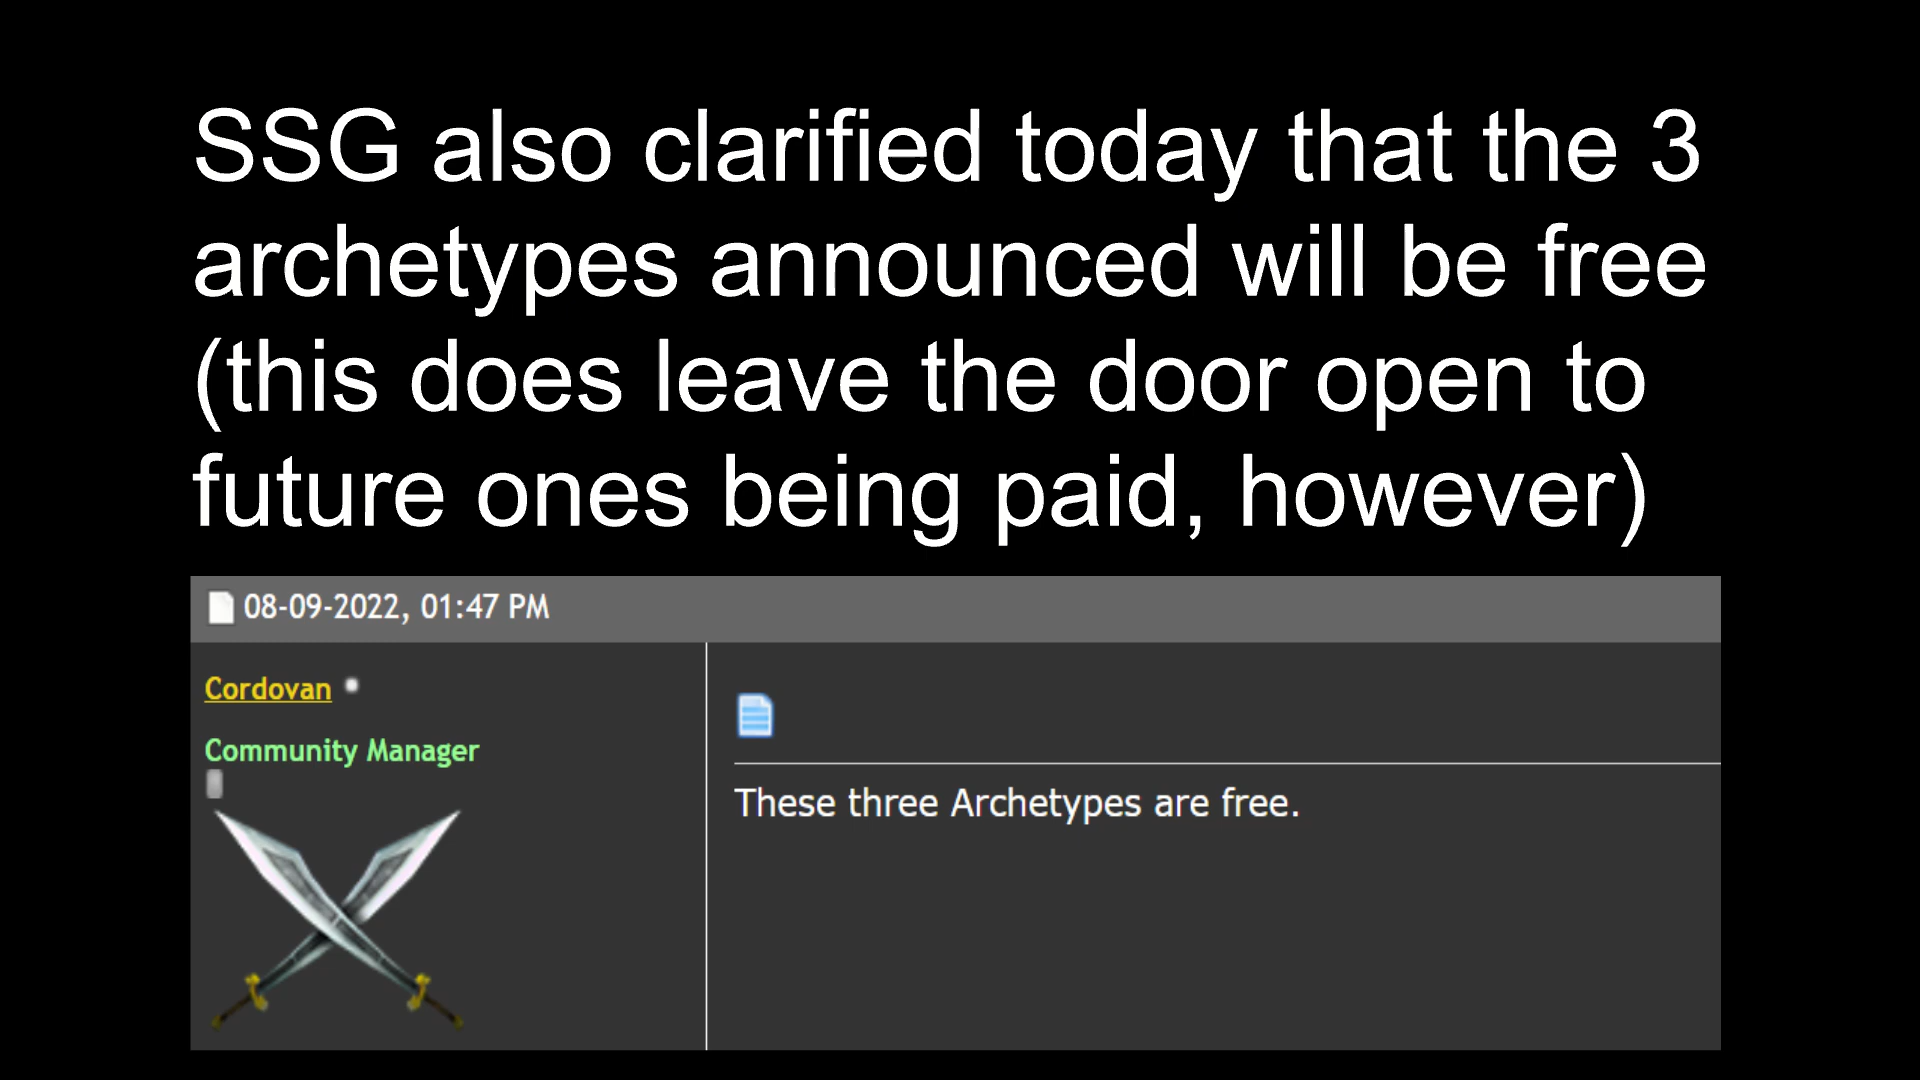 SSG also clarified today that the 3
archetypes announced will be free
(this does leave the door open to
future ones being paid, however)
08-09-2022, 01:47 PM
Cordovan
Community Manager
These three Archetypes are free.